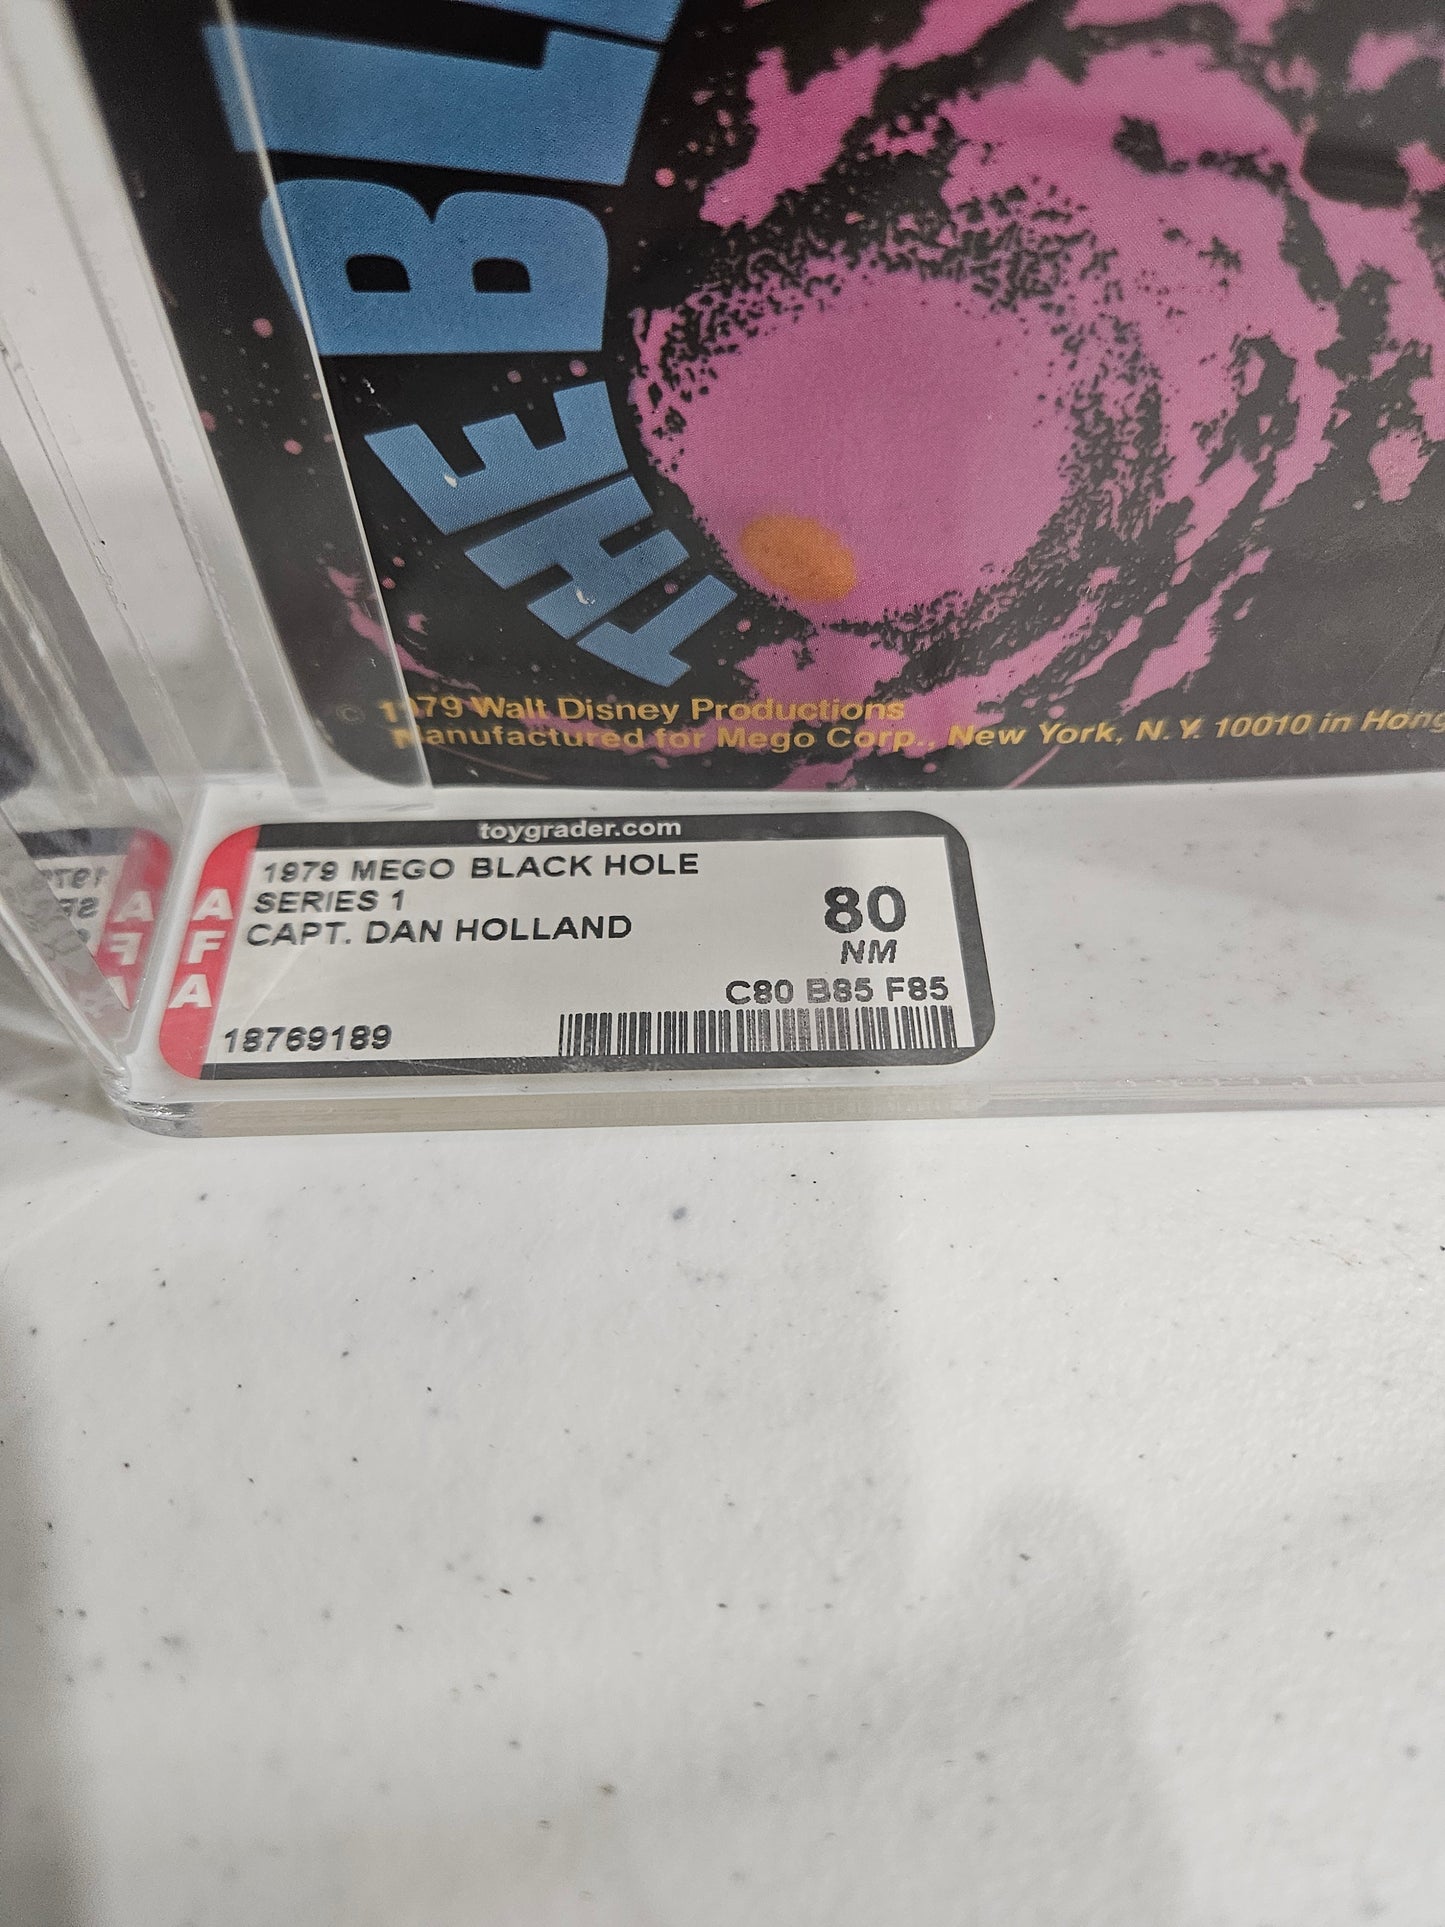 THE BL
© 1979 Walt Disney Productions
Manufactured for Mego Corp., New York, N.Y. 10010 in Hong
toygrader.com
AFA
1979 MEGO BLACK HOLE
SERIES 1
CAPT. DAN HOLLAND
80
NM
C80 B85 F85
18769189